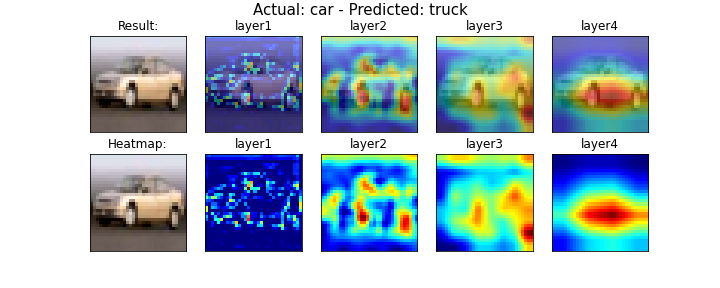 Actual: car - Predicted: truck
Result: layer1 layer2 layer3 layer4
Heatmap: layer1 layer2 layer3 layer4